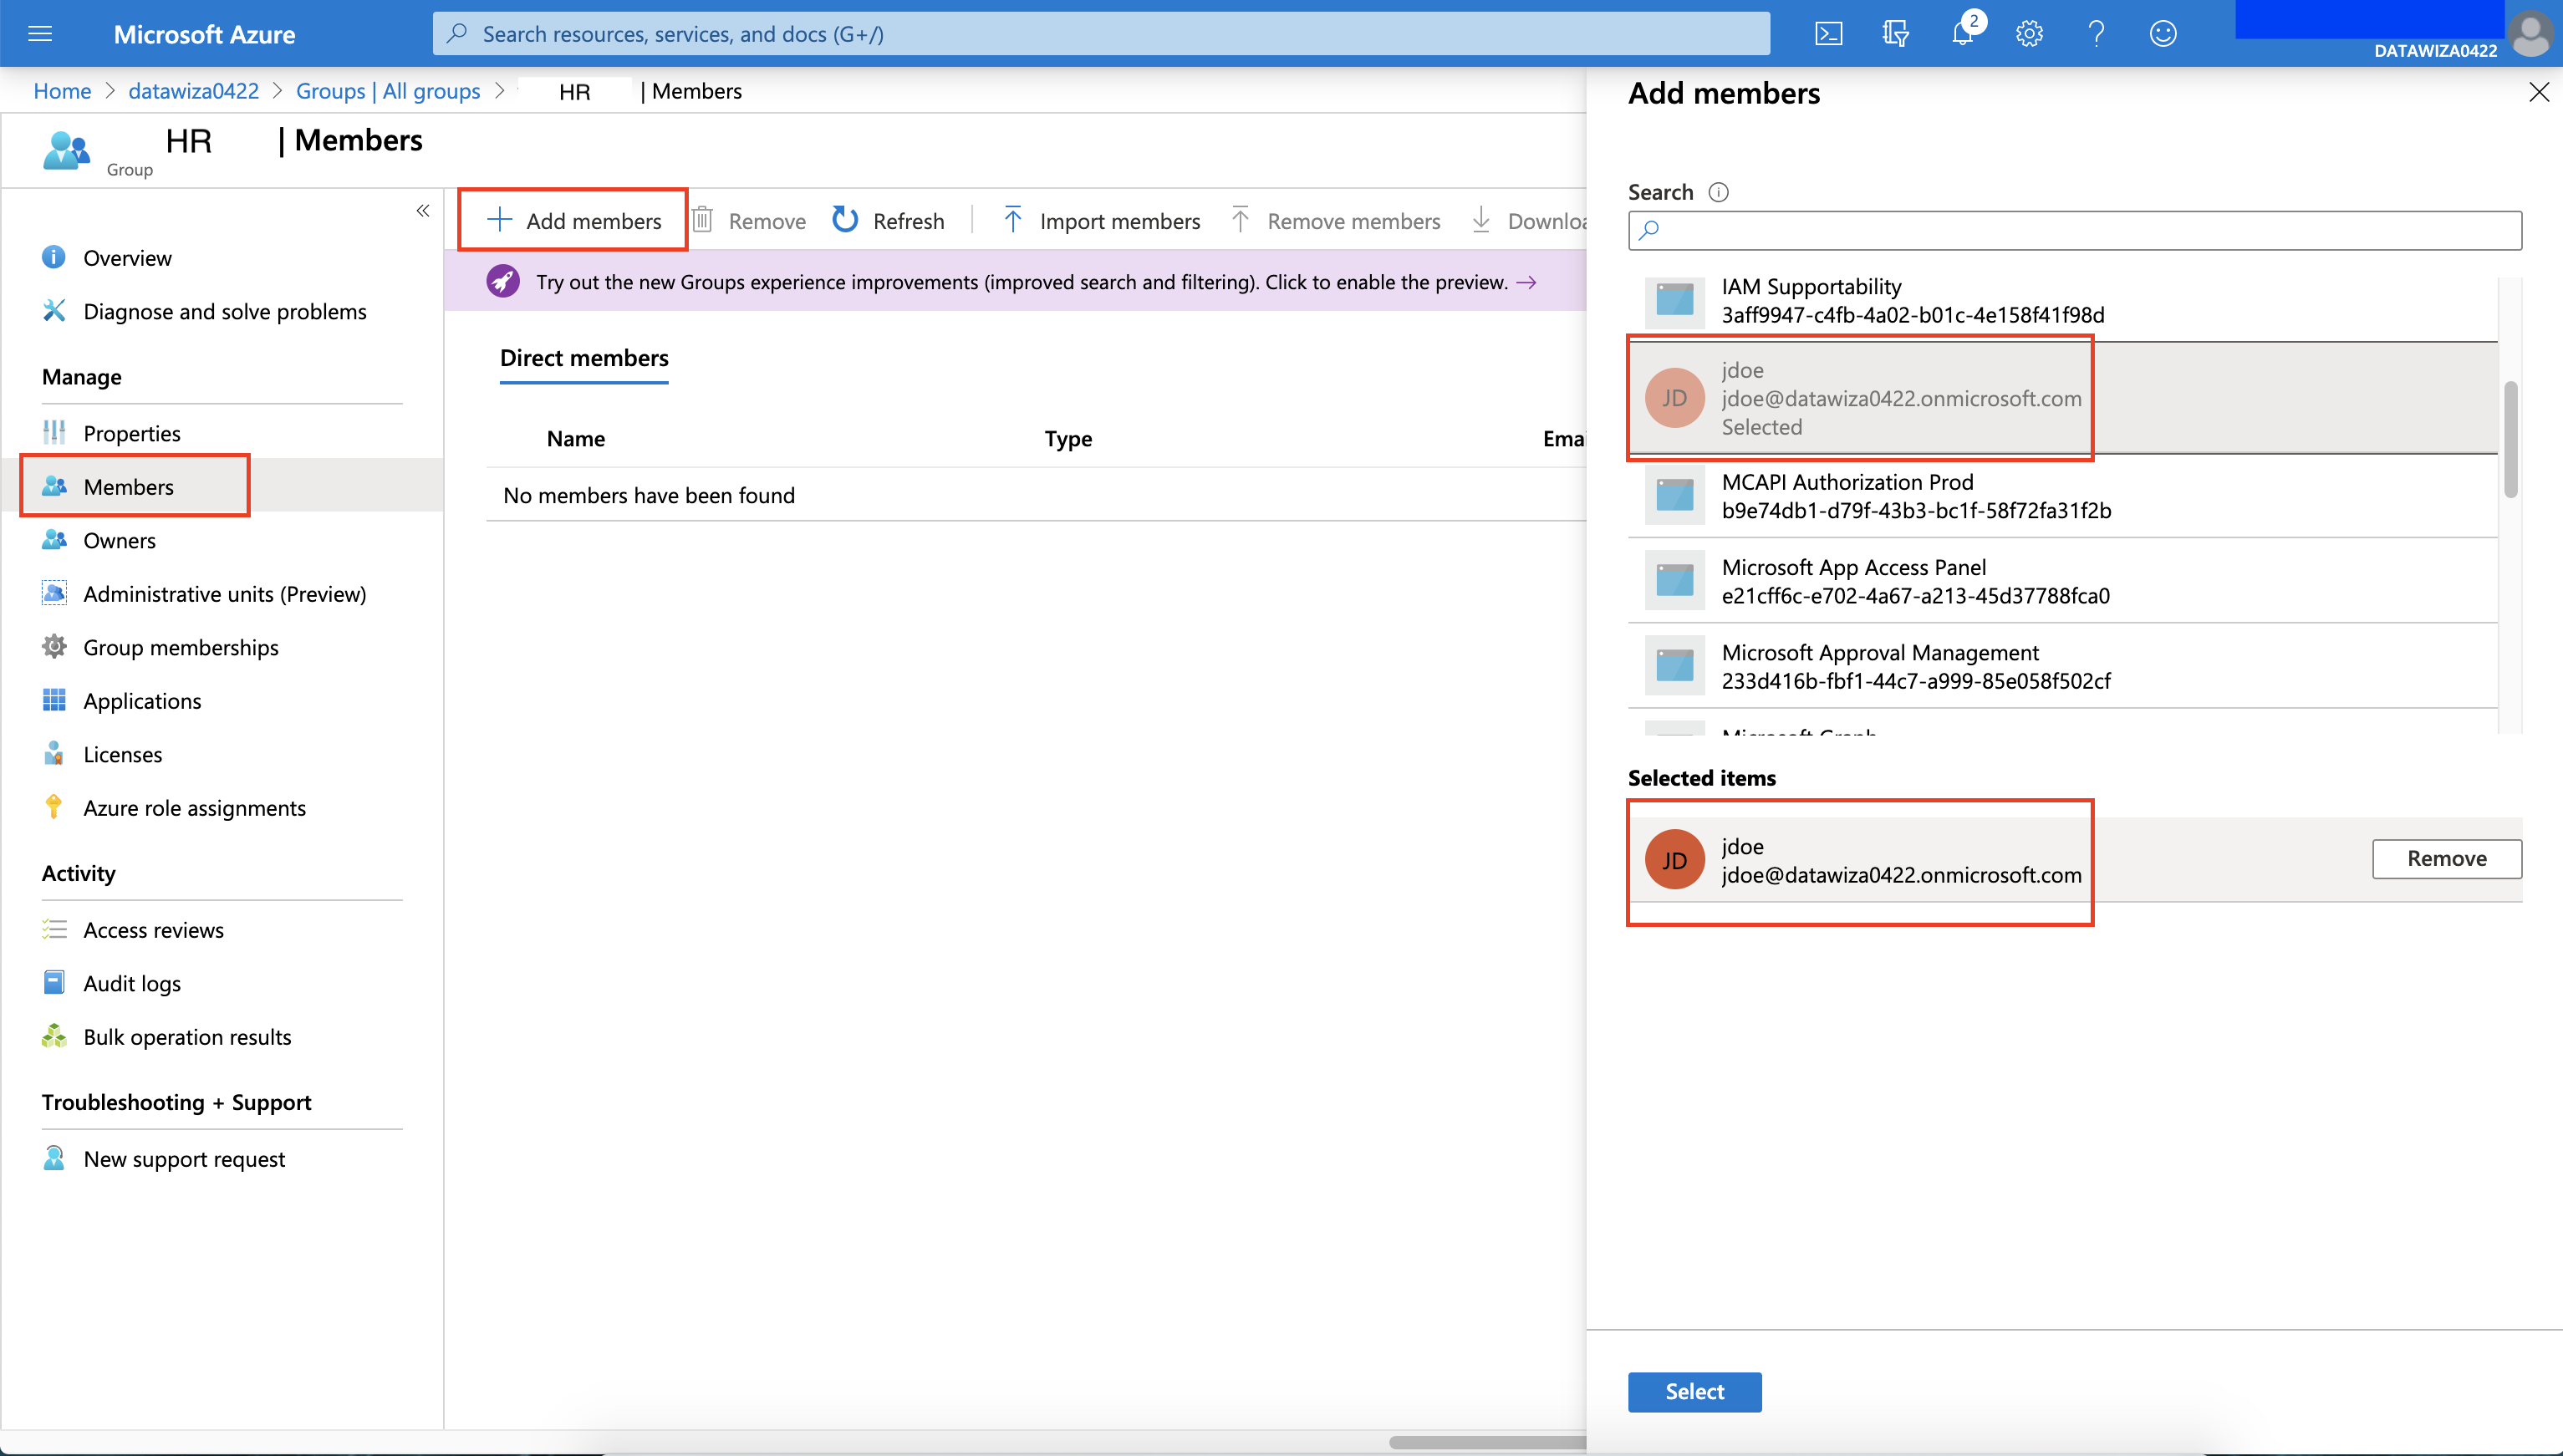 Microsoft Azure
Search resources, services, and docs (G+/)
2
DATAWIZA0422
Home > datawiza0422 > Groups | All groups > HR | Members
HR | Members
Group
Overview
Diagnose and solve problems
Manage
Properties
Members
Owners
Administrative units (Preview)
Group memberships
Applications
Licenses
Azure role assignments
Activity
Access reviews
Audit logs
Bulk operation results
Troubleshooting + Support
New support request
Add members Remove Refresh Import members Remove members Downloa
Try out the new Groups experience improvements (improved search and filtering). Click to enable the preview. →
Direct members
Name Type Emai
No members have been found
Add members
Search
IAM Supportability
3aff9947-c4fb-4a02-b01c-4e158f41f98d
JD
jdoe
jdoe@datawiza0422.onmicrosoft.com
Selected
MCAPI Authorization Prod
b9e74db1-d79f-43b3-bc1f-58f72fa31f2b
Microsoft App Access Panel
e21cff6c-e702-4a67-a213-45d37788fca0
Microsoft Approval Management
233d416b-fbf1-44c7-a999-85e058f502cf
Microsoft Graph
Selected items
JD
jdoe
jdoe@datawiza0422.onmicrosoft.com
Remove
Select